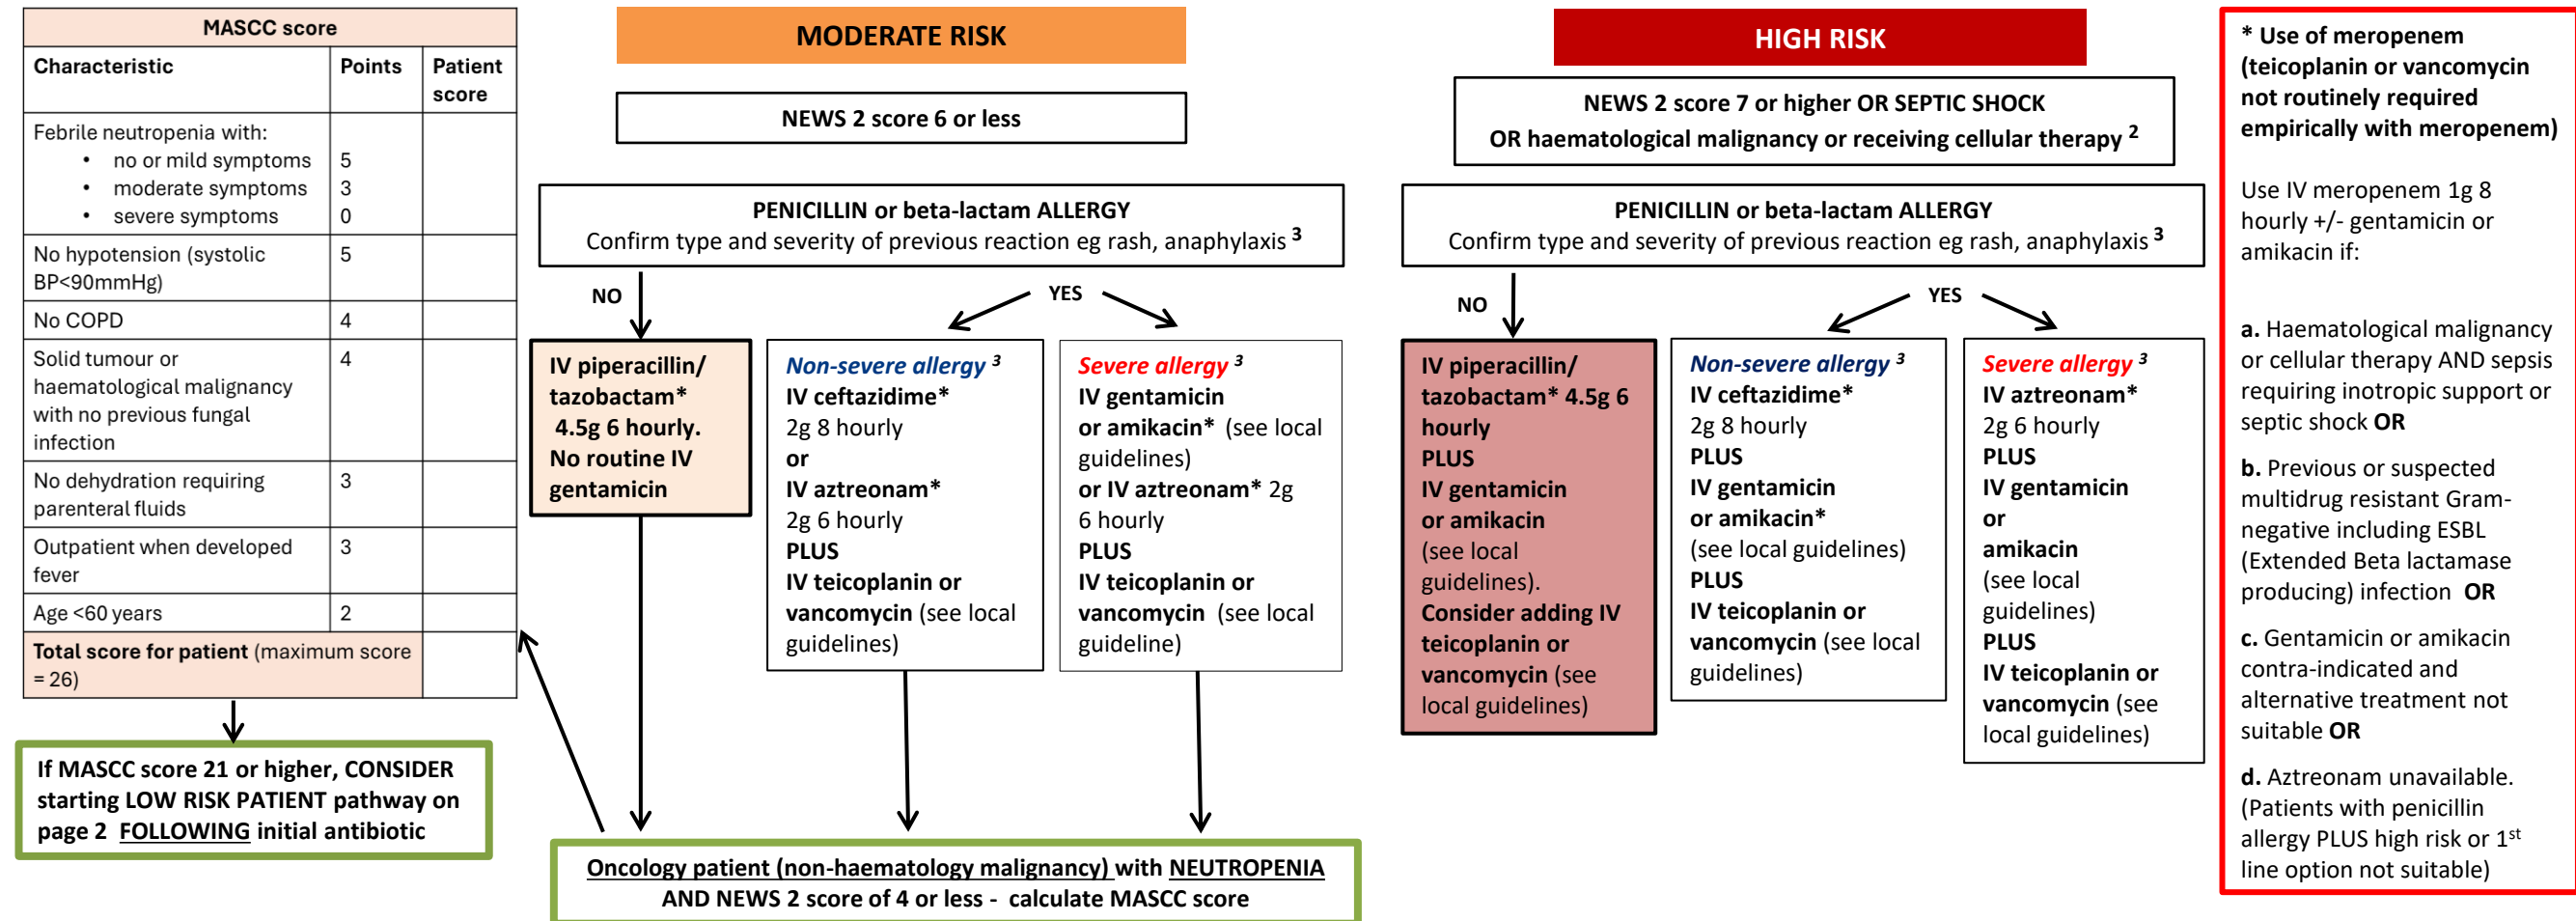 MASCC score
Characteristic Points Patient
score
Febrile neutropenia with:
• no or mild symptoms 5
• moderate symptoms 3
• severe symptoms 0
No hypotension (systolic 5
BP<90mmHg)
No COPD 4
Solid tumour or 4
haematological malignancy
with no previous fungal
infection
No dehydration requiring 3
parenteral fluids
Outpatient when developed 3
fever
Age <60 years 2
Total score for patient (maximum score
= 26)
If MASCC score 21 or higher, CONSIDER
starting LOW RISK PATIENT pathway on
page 2 FOLLOWING initial antibiotic
MODERATE RISK
NEWS 2 score 6 or less
PENICILLIN or beta-lactam ALLERGY
Confirm type and severity of previous reaction eg rash, anaphylaxis 3
NO
YES
IV piperacillin/
tazobactam*
4.5g 6 hourly.
No routine IV
gentamicin
Non-severe allergy 3
IV ceftazidime*
2g 8 hourly
or
IV aztreonam*
2g 6 hourly
PLUS
IV teicoplanin or
vancomycin (see local
guidelines)
Severe allergy 3
IV gentamicin
or amikacin* (see local
guidelines)
or IV aztreonam* 2g
6 hourly
PLUS
IV teicoplanin or
vancomycin (see local
guideline)
Oncology patient (non-haematology malignancy) with NEUTROPENIA
AND NEWS 2 score of 4 or less - calculate MASCC score
HIGH RISK
NEWS 2 score 7 or higher OR SEPTIC SHOCK
OR haematological malignancy or receiving cellular therapy 2
PENICILLIN or beta-lactam ALLERGY
Confirm type and severity of previous reaction eg rash, anaphylaxis 3
NO
YES
IV piperacillin/
tazobactam* 4.5g 6
hourly
PLUS
IV gentamicin
or amikacin
(see local
guidelines).
Consider adding IV
teicoplanin or
vancomycin (see
local guidelines)
Non-severe allergy 3
IV ceftazidime*
2g 8 hourly
PLUS
IV gentamicin
or amikacin*
(see local guidelines)
PLUS
IV teicoplanin or
vancomycin (see local
guidelines)
Severe allergy 3
IV aztreonam*
2g 6 hourly
PLUS
IV gentamicin
or
amikacin
(see local
guidelines)
PLUS
IV teicoplanin or
vancomycin (see
local guidelines)
* Use of meropenem
(teicoplanin or vancomycin
not routinely required
empirically with meropenem)
Use IV meropenem 1g 8
hourly +/- gentamicin or
amikacin if:
a. Haematological malignancy
or cellular therapy AND sepsis
requiring inotropic support or
septic shock OR
b. Previous or suspected
multidrug resistant Gram-
negative including ESBL
(Extended Beta lactamase
producing) infection OR
c. Gentamicin or amikacin
contra-indicated and
alternative treatment not
suitable OR
d. Aztreonam unavailable.
(Patients with penicillin
allergy PLUS high risk or 1st
line option not suitable)